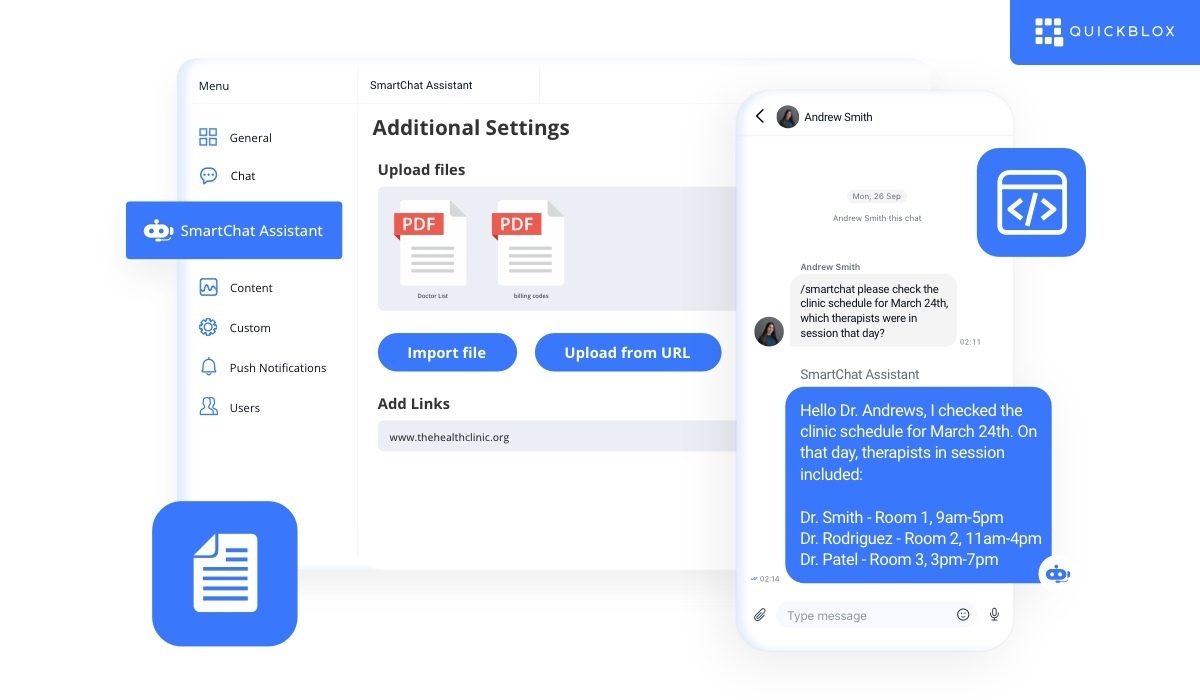 QUICKBLOX
Menu
SmartChat Assistant
General
Chat
SmartChat Assistant
Content
Custom
Push Notifications
Users
Additional Settings
Upload files
PDF
PDF
Doctor List
billing codes
Import file
Upload from URL
Add Links
www.thehealthclinic.org
Andrew Smith
Mon, 26 Sep
Andrew Smith this chat
Andrew Smith
/smartchat please check the
clinic schedule for March 24th,
which therapists were in
session that day?
02:11
SmartChat Assistant
Hello Dr. Andrews, I checked the
clinic schedule for March 24th. On
that day, therapists in session
included:
Dr. Smith - Room 1, 9am-5pm
Dr. Rodriguez - Room 2, 11am-4pm
Dr. Patel - Room 3, 3pm-7pm
02:14
Type message